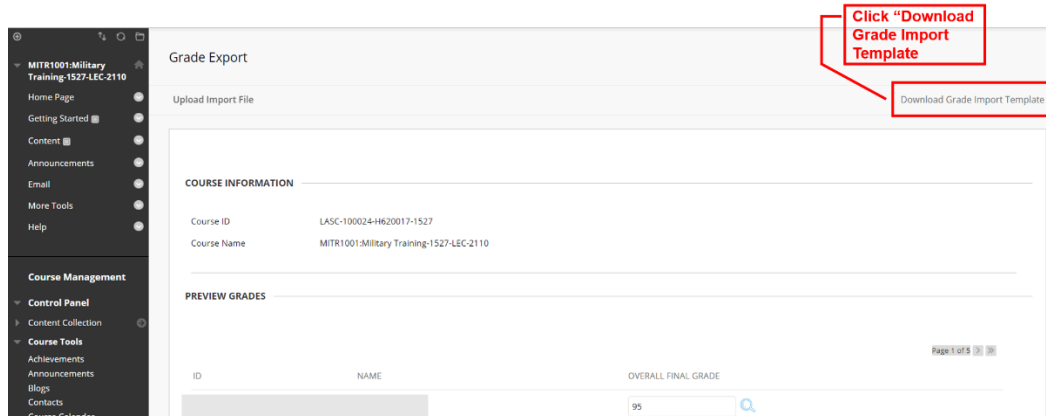 Click “Download
Grade Import
Template
MITR1001:Military
Training-1527-LEC-2110
Home Page
Getting Started
Content
Announcements
Email
More Tools
Help
Course Management
Control Panel
Content Collection
Course Tools
Achievements
Announcements
Blogs
Contacts
Course Calendar
Grade Export
Upload Import File
Download Grade Import Template
COURSE INFORMATION
Course ID LASC-100024-H620017-1527
Course Name MITR1001:Military Training-1527-LEC-2110
PREVIEW GRADES
Page 1 of 5
ID NAME OVERALL FINAL GRADE
95